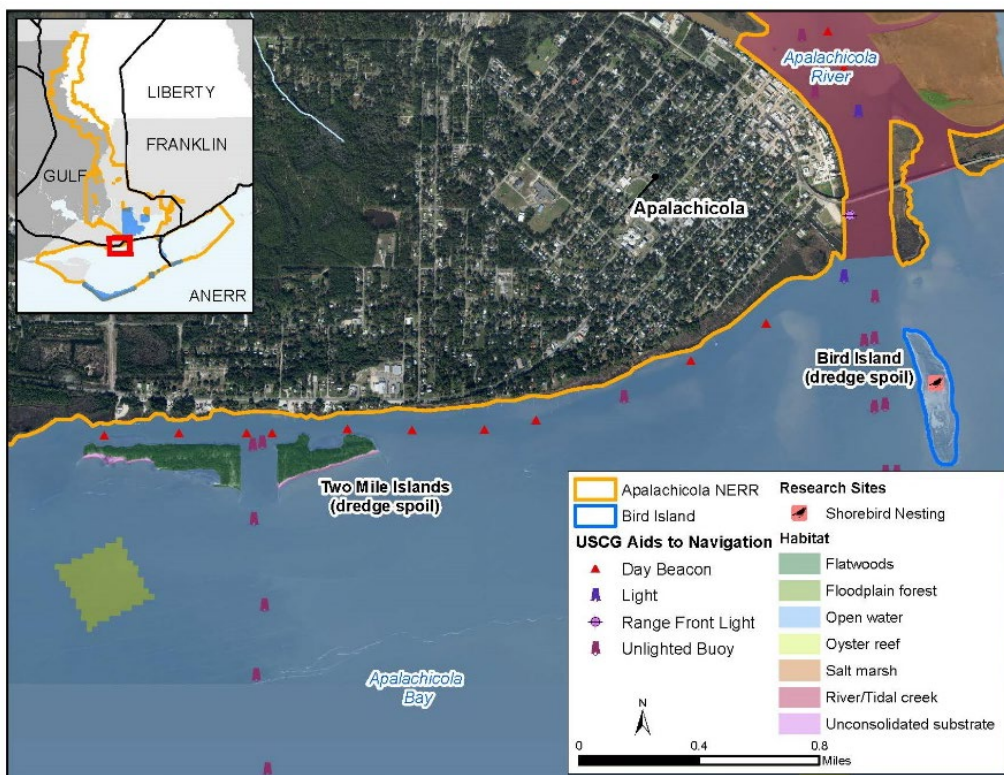 LIBERTY
FRANKLIN
GULF
ANERR
Apalachicola
River
Apalachicola
Bird Island
(dredge spoil)
Two Mile Islands
(dredge spoil)
Apalachicola
Bay
Apalachicola NERR
Bird Island
USCG Aids to Navigation
Day Beacon
Light
Range Front Light
Unlighted Buoy
Research Sites
Shorebird Nesting
Habitat
Flatwoods
Floodplain forest
Open water
Oyster reef
Salt marsh
River/Tidal creek
Unconsolidated substrate
N
0 0.4 0.8
Miles